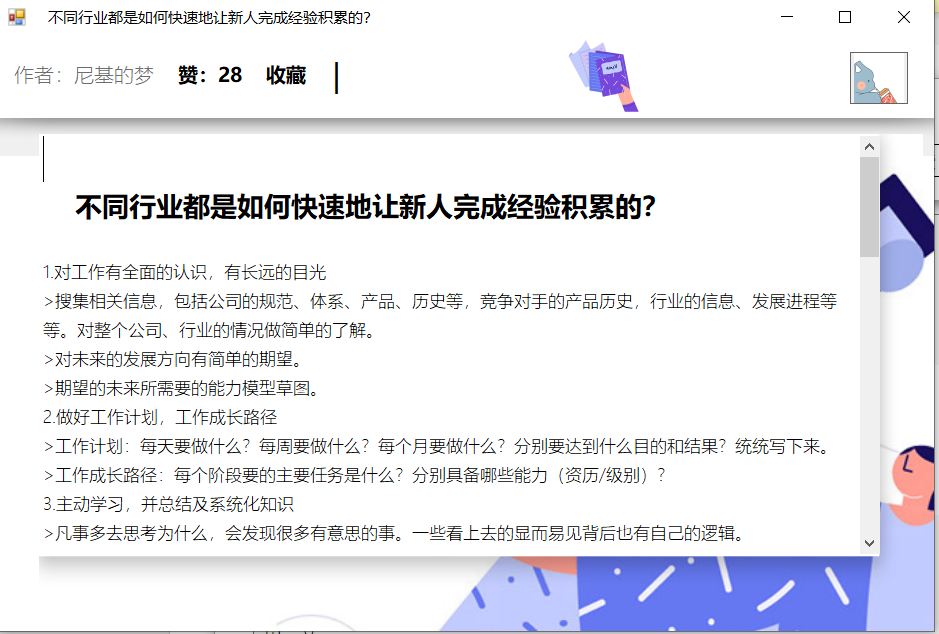 不同行业都是如何快速地让新人完成经验积累的？
作者：尼基的梦 赞：28 收藏
不同行业都是如何快速地让新人完成经验积累的？
1.对工作有全面的认识，有长远的目光
>搜集相关信息，包括公司的规范、体系、产品、历史等，竞争对手的产品历史，行业的信息、发展进程等
等。对整个公司、行业的情况做简单的了解。
>对未来的发展方向有简单的期望。
>期望的未来所需要的能力模型草图。
2.做好工作计划，工作成长路径
>工作计划：每天要做什么？每周要做什么？每个月要做什么？分别要达到什么目的和结果？统统写下来。
>工作成长路径：每个阶段要的主要任务是什么？分别具备哪些能力（资历/级别）？
3.主动学习，并总结及系统化知识
>凡事多去思考为什么，会发现很多有意思的事。一些看上去的显而易见背后也有自己的逻辑。